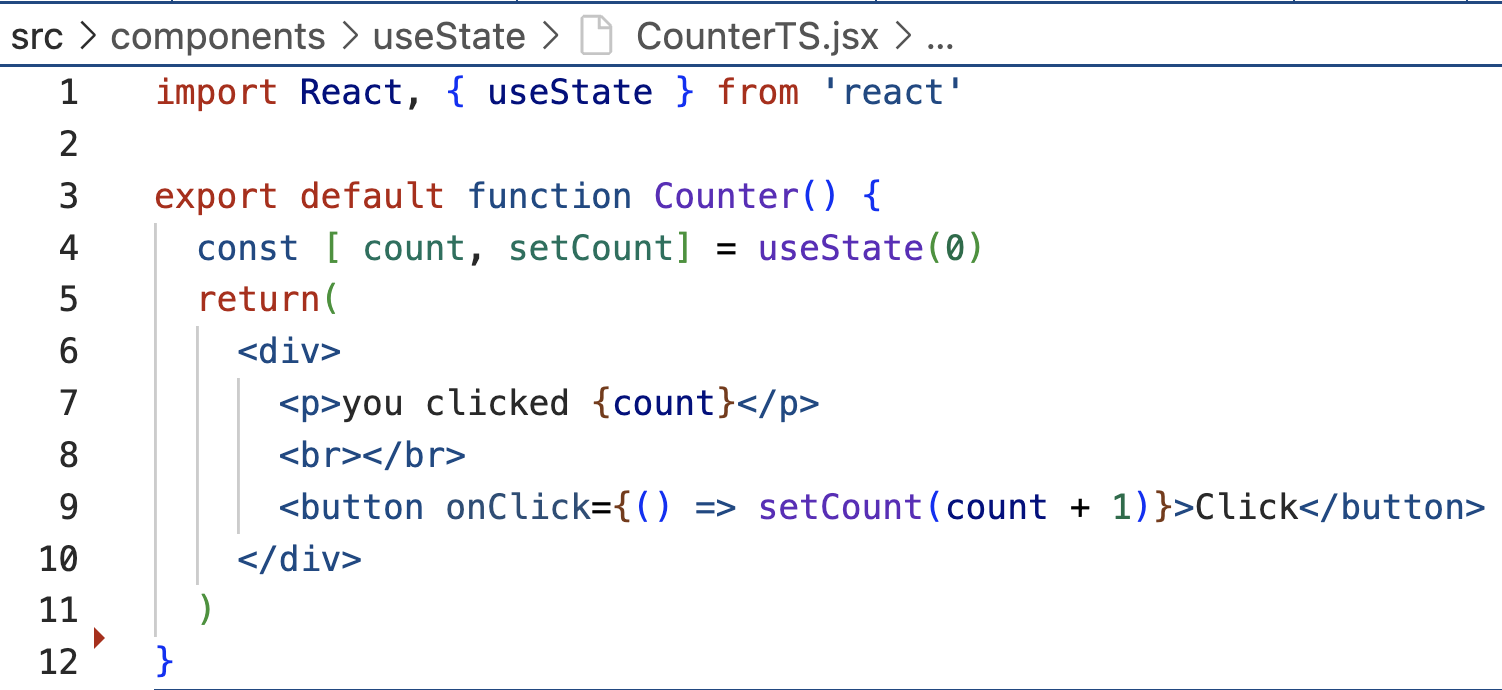 src > components > useState > CounterTS.jsx > ...
1 import React, { useState } from 'react'
2
3 export default function Counter() {
4   const [ count, setCount] = useState(0)
5   return(
6     <div>
7       <p>you clicked {count}</p>
8       <br></br>
9       <button onClick={() => setCount(count + 1)}>Click</button>
10     </div>
11   )
12 }